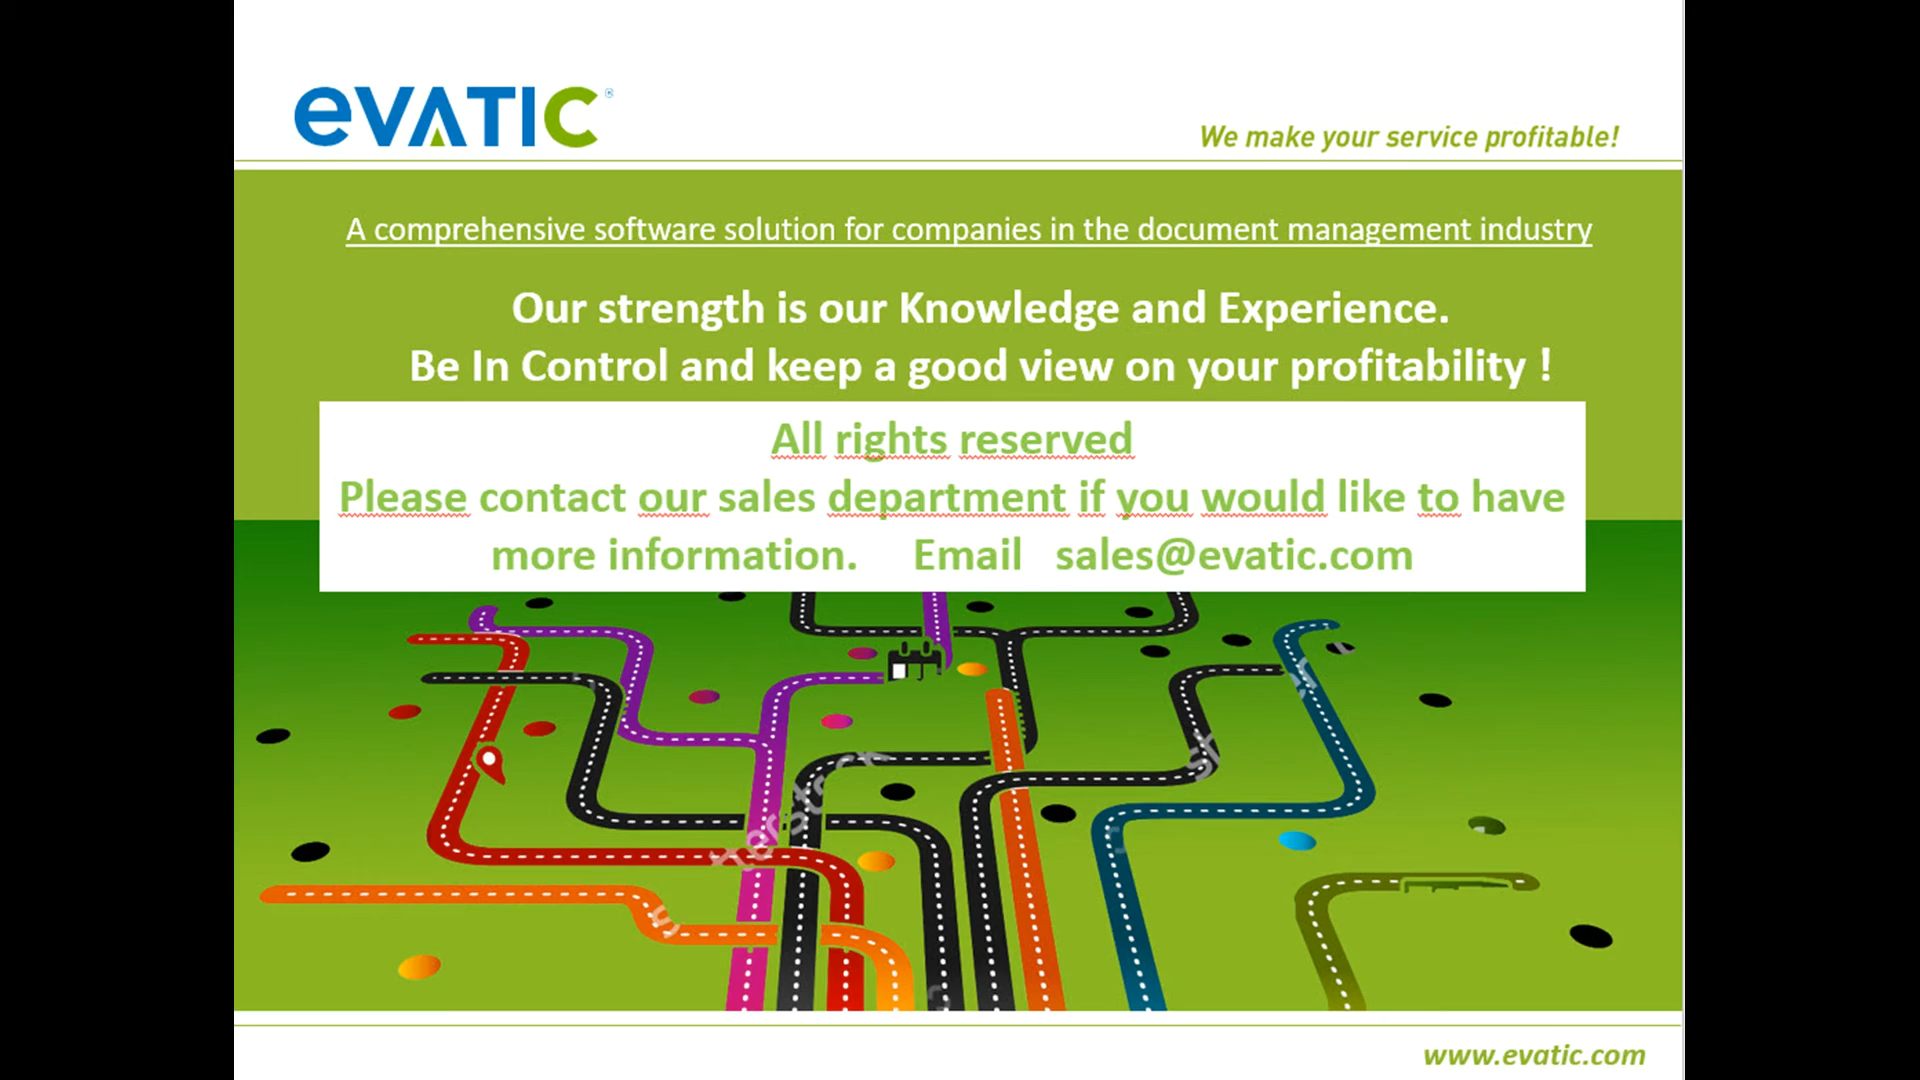 eVATIC®
We make your service profitable!
A comprehensive software solution for companies in the document management industry
Our strength is our Knowledge and Experience.
Be In Control and keep a good view on your profitability !
All rights reserved
Please contact our sales department if you would like to have
more information. Email sales@evatic.com
www.evatic.com